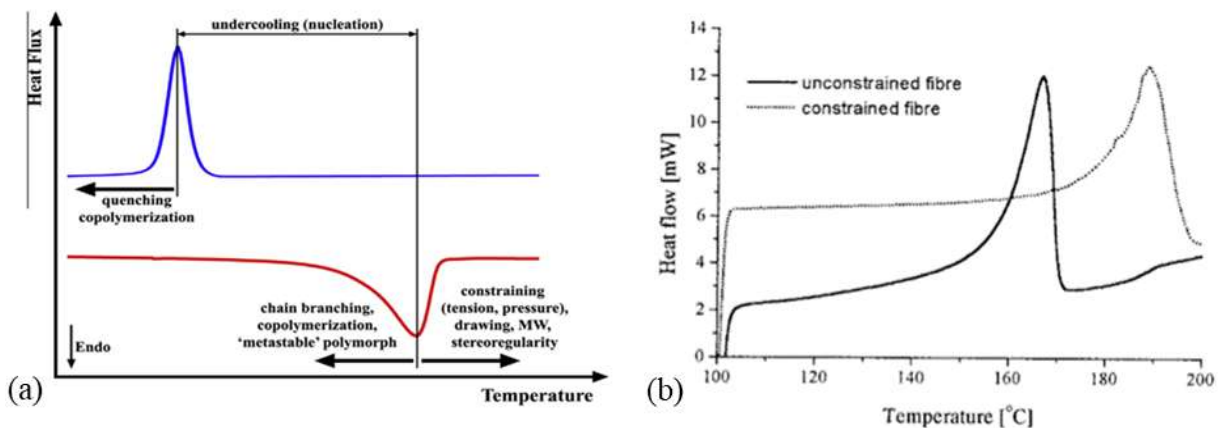 undercooling (nucleation)
Heat Flux
quenching
copolymerization
chain branching,
copolymerization,
'metastable' polymorph
constraining
(tension, pressure),
drawing, MW,
stereoregularity
Endo
Temperature
(a)
14
12
10
8
6
4
2
0
Heat flow [mW]
unconstrained fibre
constrained fibre
100
120
140
160
180
200
Temperature [°C]
(b)